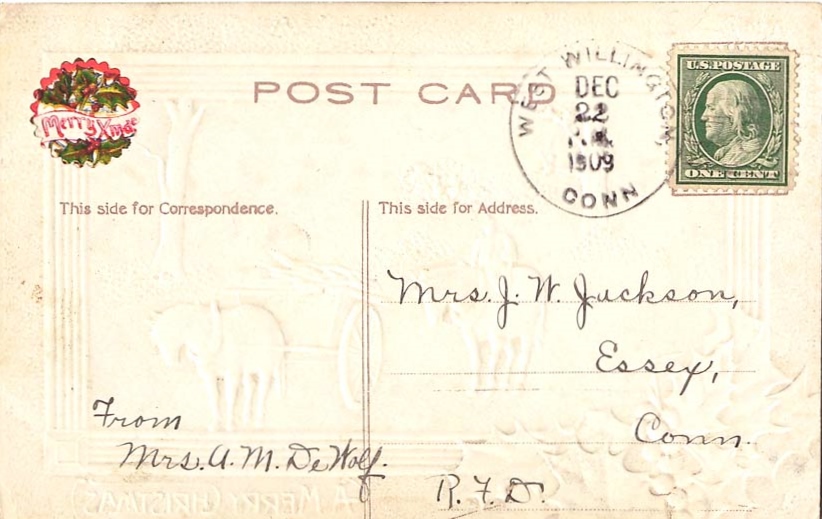 Merry Xmas
POST CARD
WEST WILLINGTON,
DEC
22
1909
CONN
U.S. POSTAGE
ONE CENT
This side for Correspondence.
This side for Address.
Mrs. J. W. Jackson,
Essex,
Conn.
R.F.D.
From
Mrs. A. M. DeWolf.
A MERRY CHRISTMAS